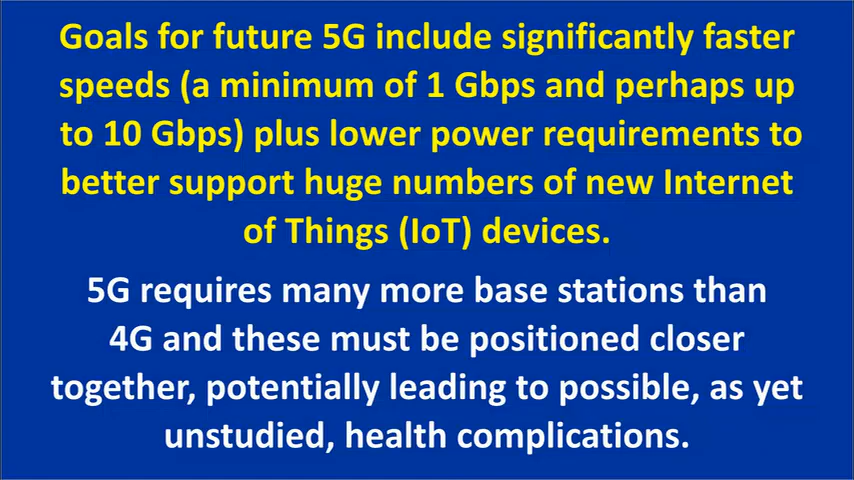 Goals for future 5G include significantly faster
speeds (a minimum of 1 Gbps and perhaps up
to 10 Gbps) plus lower power requirements to
better support huge numbers of new Internet
of Things (IoT) devices.
5G requires many more base stations than
4G and these must be positioned closer
together, potentially leading to possible, as yet
unstudied, health complications.